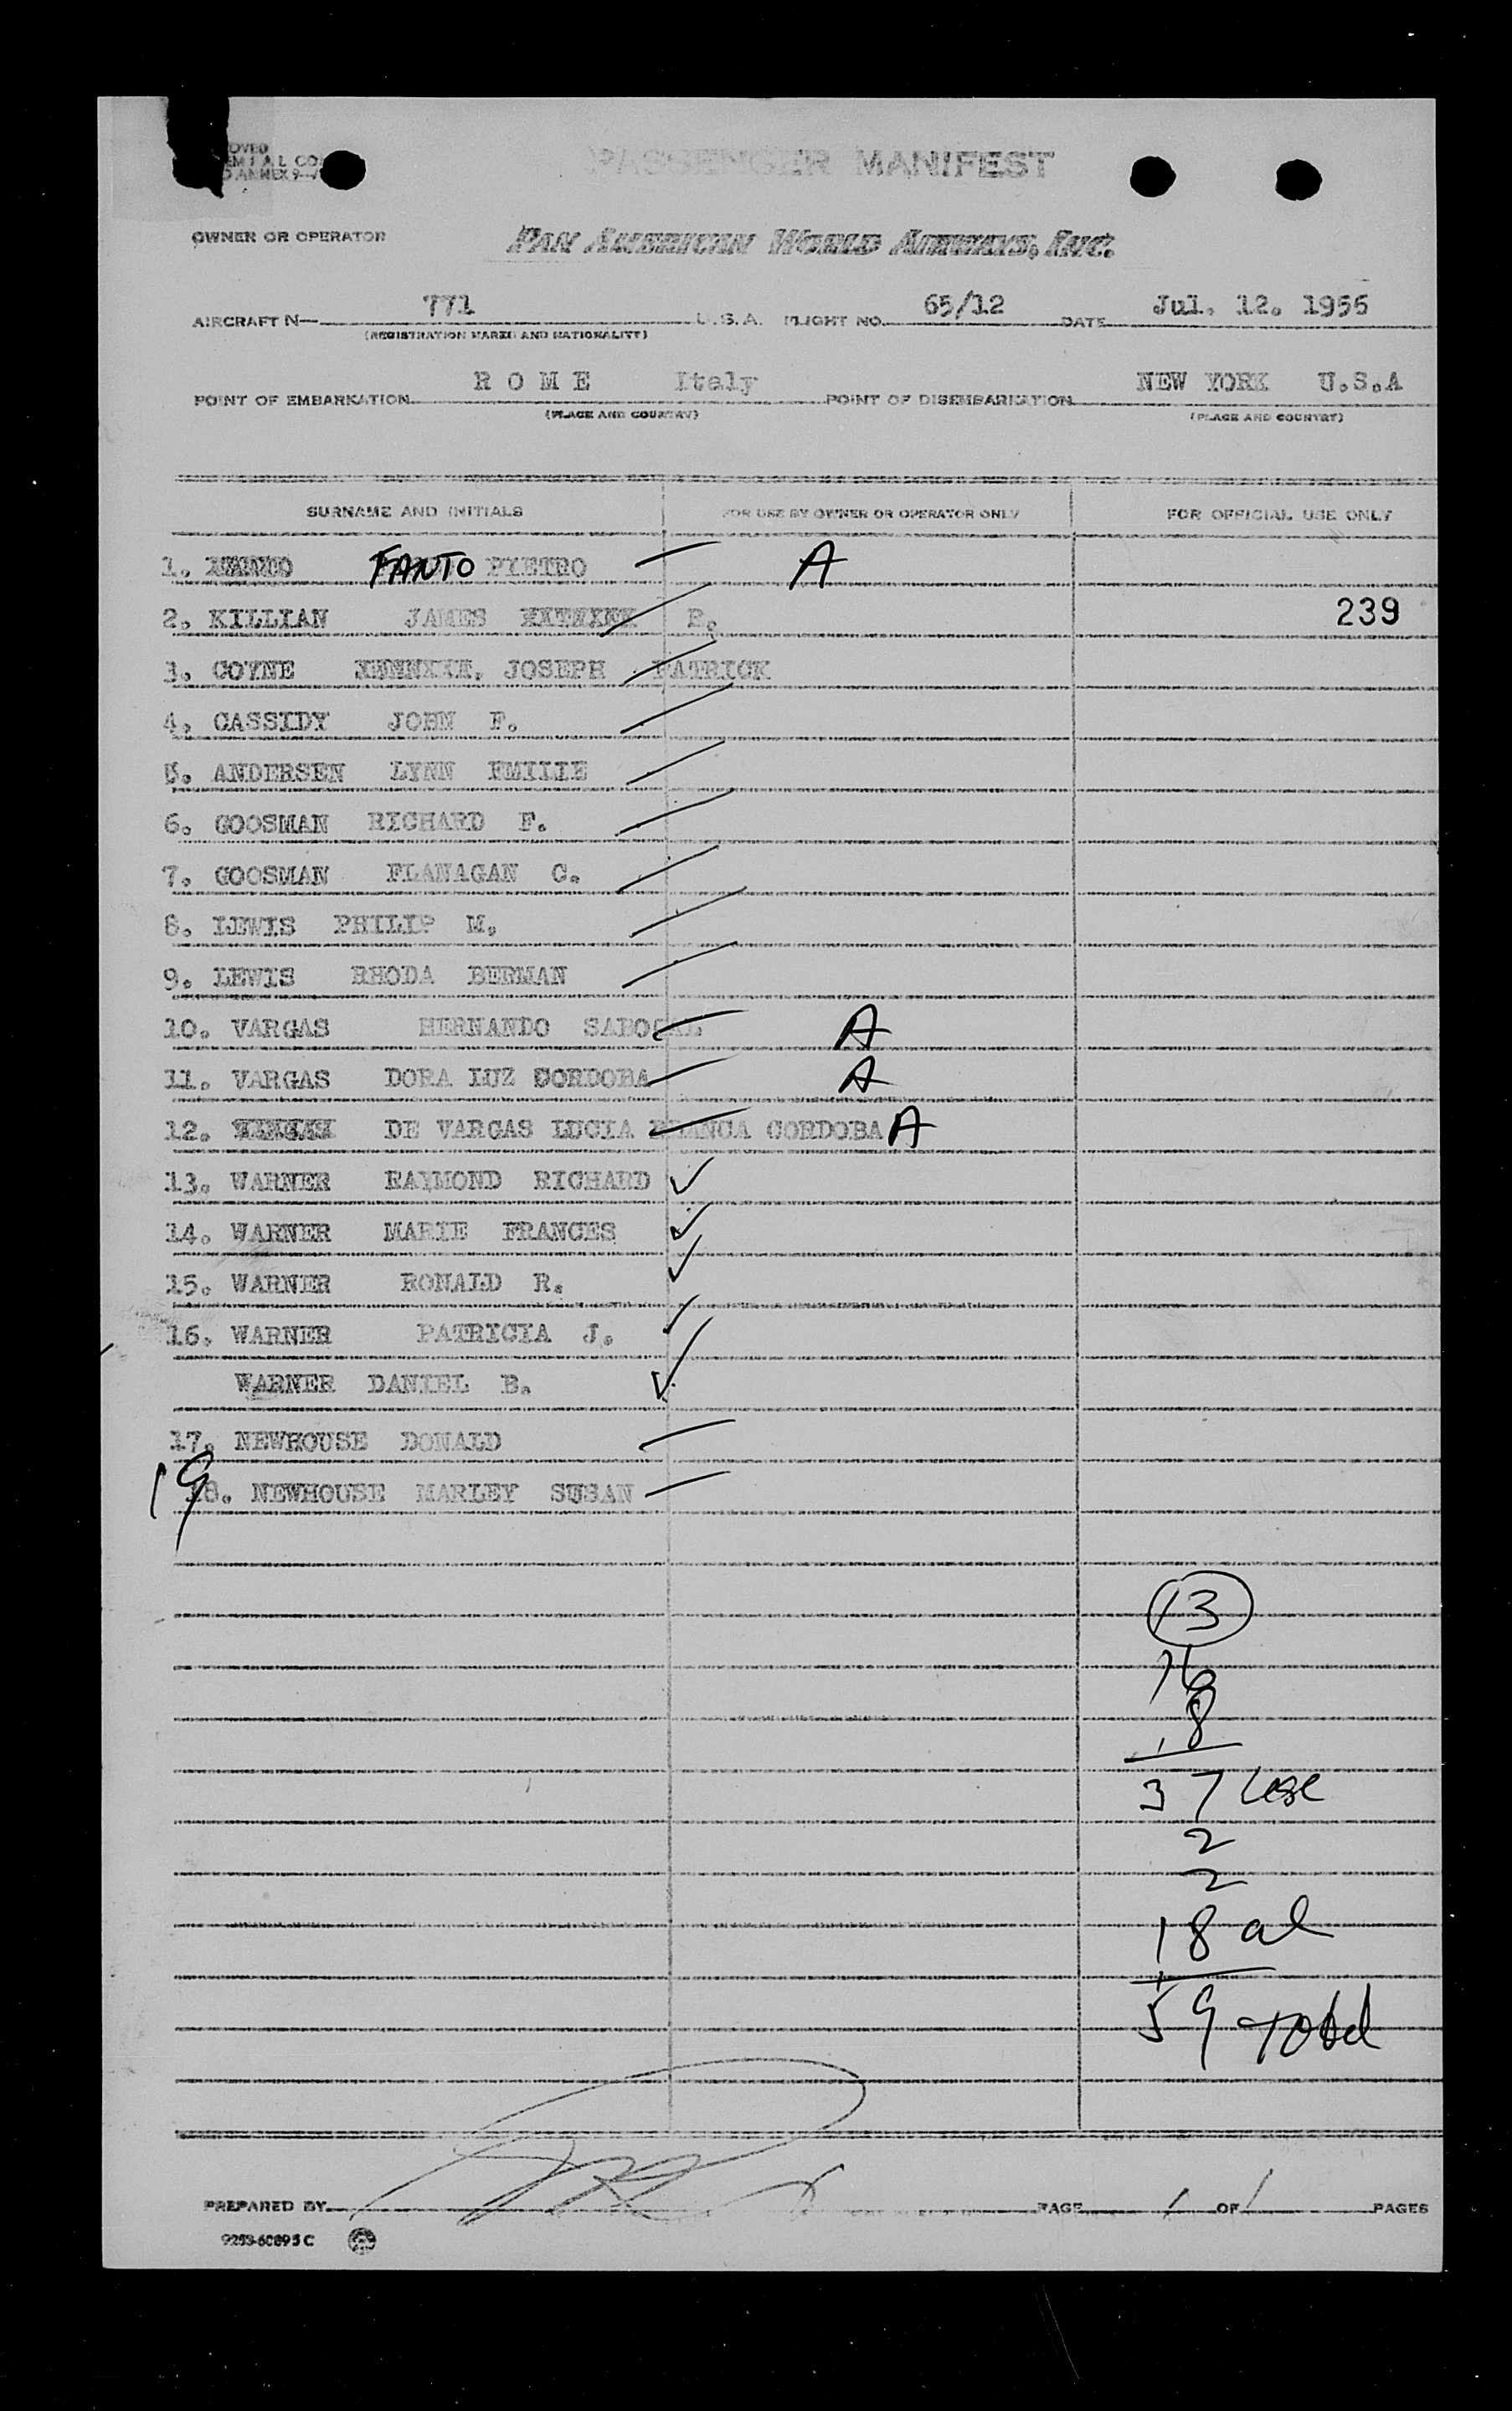 PASSENGER MANIFEST
OWNER OR OPERATOR PAN AMERICAN WORLD AIRWAYS, INC.
AIRCRAFT N— 771 U.S.A. FLIGHT NO. 65/12 DATE Jul. 12. 1956
(REGISTRATION MARKS AND NATIONALITY)
POINT OF EMBARKATION R O M E Italy POINT OF DISEMBARKATION NEW YORK U.S.A
(PLACE AND COUNTRY) (PLACE AND COUNTRY)
SURNAME AND INITIALS FOR USE BY OWNER OR OPERATOR ONLY FOR OFFICIAL USE ONLY
1. FANTO PIETRO A
2. KILLIAN JAMES P. 239
3. COYNE JOSEPH PATRICK
4. CASSIDY JOHN F.
5. ANDERSEN LYNN EMILIE
6. GOOSMAN RICHARD F.
7. GOOSMAN FLANAGAN C.
8. LEWIS PHILIP M.
9. LEWIS RHODA BERMAN
10. VARGAS HERNANDO SABOGAL A
11. VARGAS DORA LUZ CORDOBA A
12. DE VARGAS LUCIA BIANCA CORDOBA A
13. WARNER RAYMOND RICHARD
14. WARNER MARIE FRANCES
15. WARNER RONALD R.
16. WARNER PATRICIA J.
WARNER DANIEL B.
17. NEWHOUSE DONALD
19 18. NEWHOUSE MARLEY SUSAN
13
16
8
37 usc
2
2
18 al
59 Total
PREPARED BY PAGE 1 OF 1 PAGES
9253-60895 C